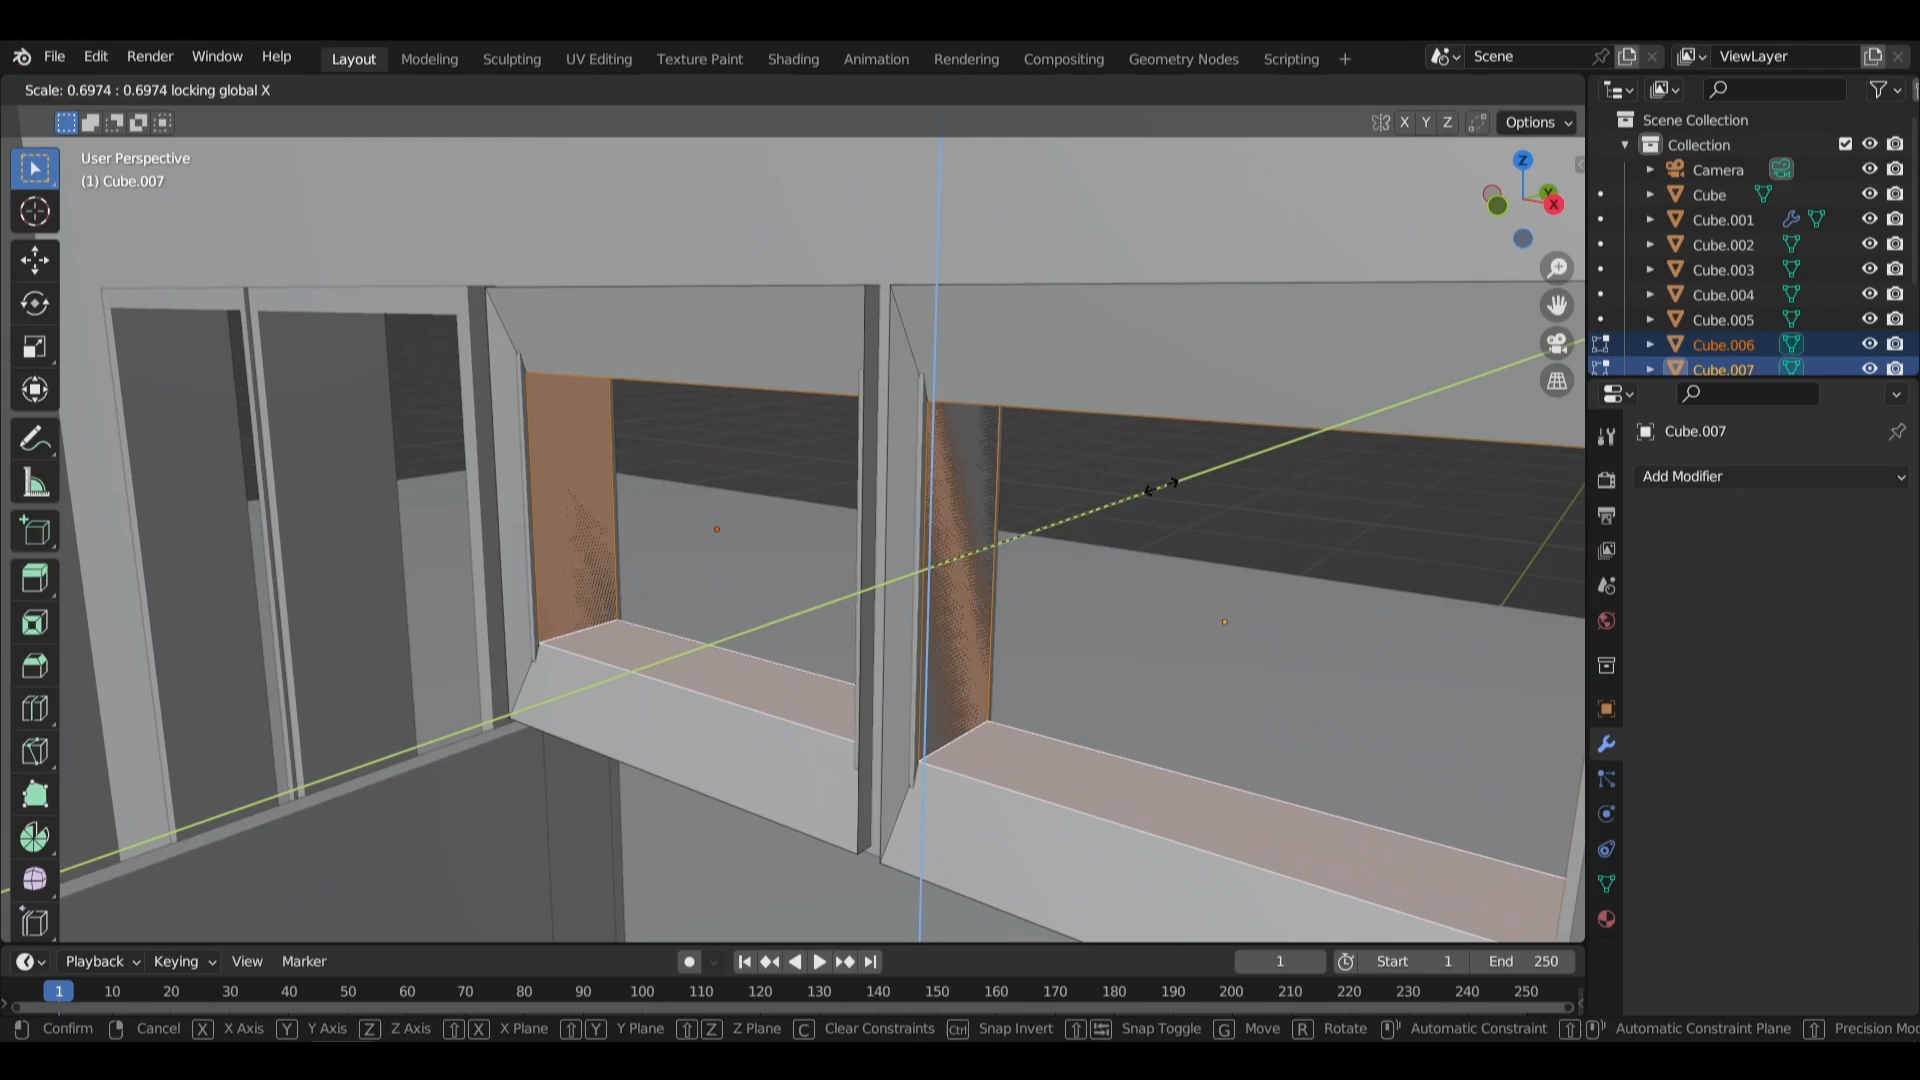 File Edit Render Window Help Layout Modeling Sculpting UV Editing Texture Paint Shading Animation Rendering Compositing Geometry Nodes Scripting + Scene ViewLayer
Scale: 0.6974 : 0.6974 locking global X
X Y Z Options
User Perspective
(1) Cube.007
Z
Y
X
Scene Collection
Collection
Camera
Cube
Cube.001
Cube.002
Cube.003
Cube.004
Cube.005
Cube.006
Cube.007
Cube.007
Add Modifier
Playback Keying View Marker 1 Start 1 End 250
1 10 20 30 40 50 60 70 80 90 100 110 120 130 140 150 160 170 180 190 200 210 220 230 240 250
Confirm Cancel X X Axis Y Y Axis Z Z Axis X X Plane Y Y Plane Z Z Plane C Clear Constraints Ctrl Snap Invert Snap Toggle G Move R Rotate Automatic Constraint Automatic Constraint Plane Precision Mo